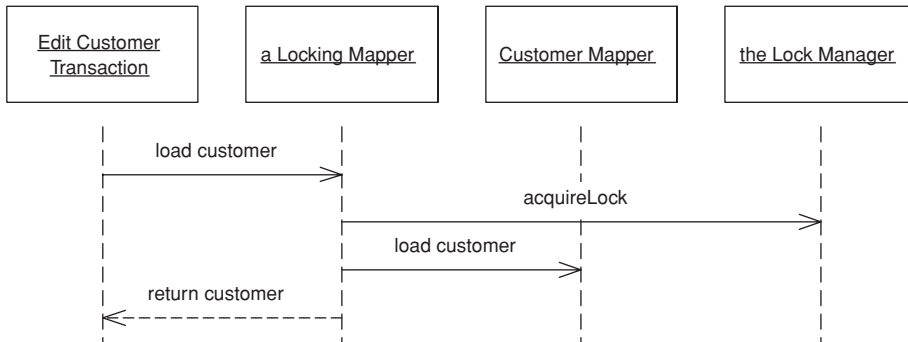 Edit Customer
Transaction
a Locking Mapper
Customer Mapper
the Lock Manager
load customer
acquireLock
load customer
return customer